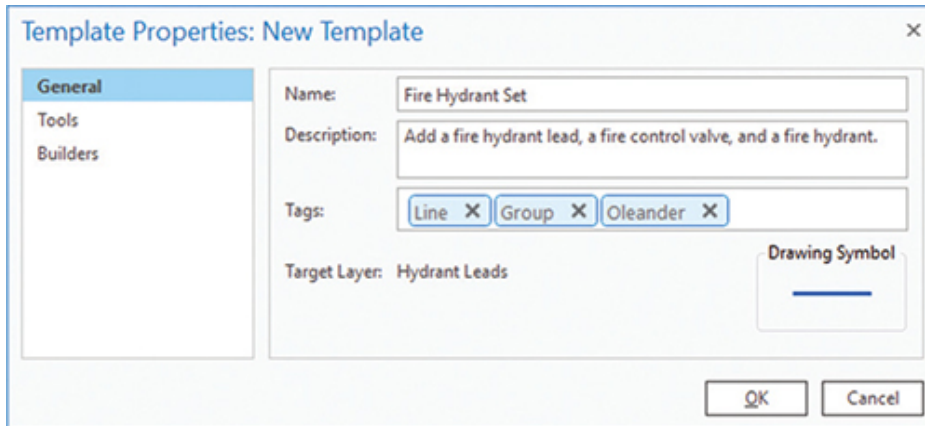 Template Properties: New Template
General
Tools
Builders
Name: Fire Hydrant Set
Description: Add a fire hydrant lead, a fire control valve, and a fire hydrant.
Tags: Line Group Oleander
Target Layer: Hydrant Leads
Drawing Symbol
OK Cancel